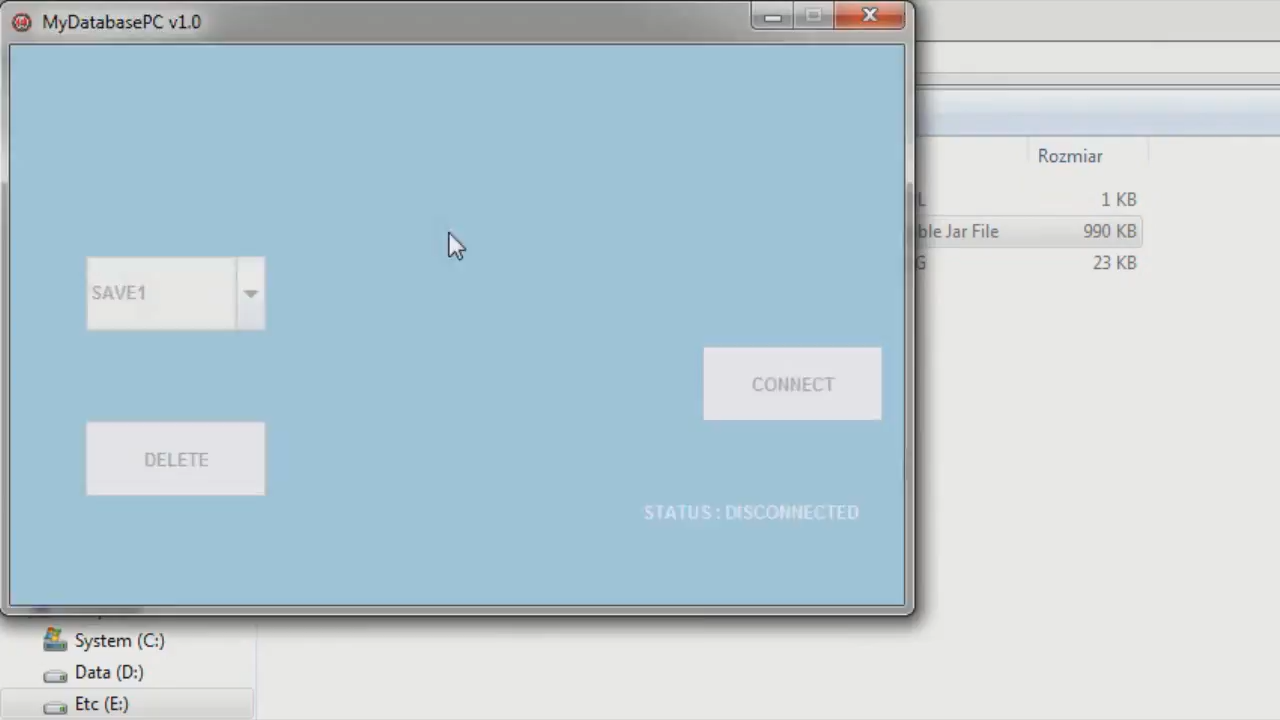 MyDatabasePC v1.0
Rozmiar
L 1 KB
ble Jar File 990 KB
G 23 KB
SAVE1
CONNECT
DELETE
STATUS : DISCONNECTED
System (C:)
Data (D:)
Etc (E:)